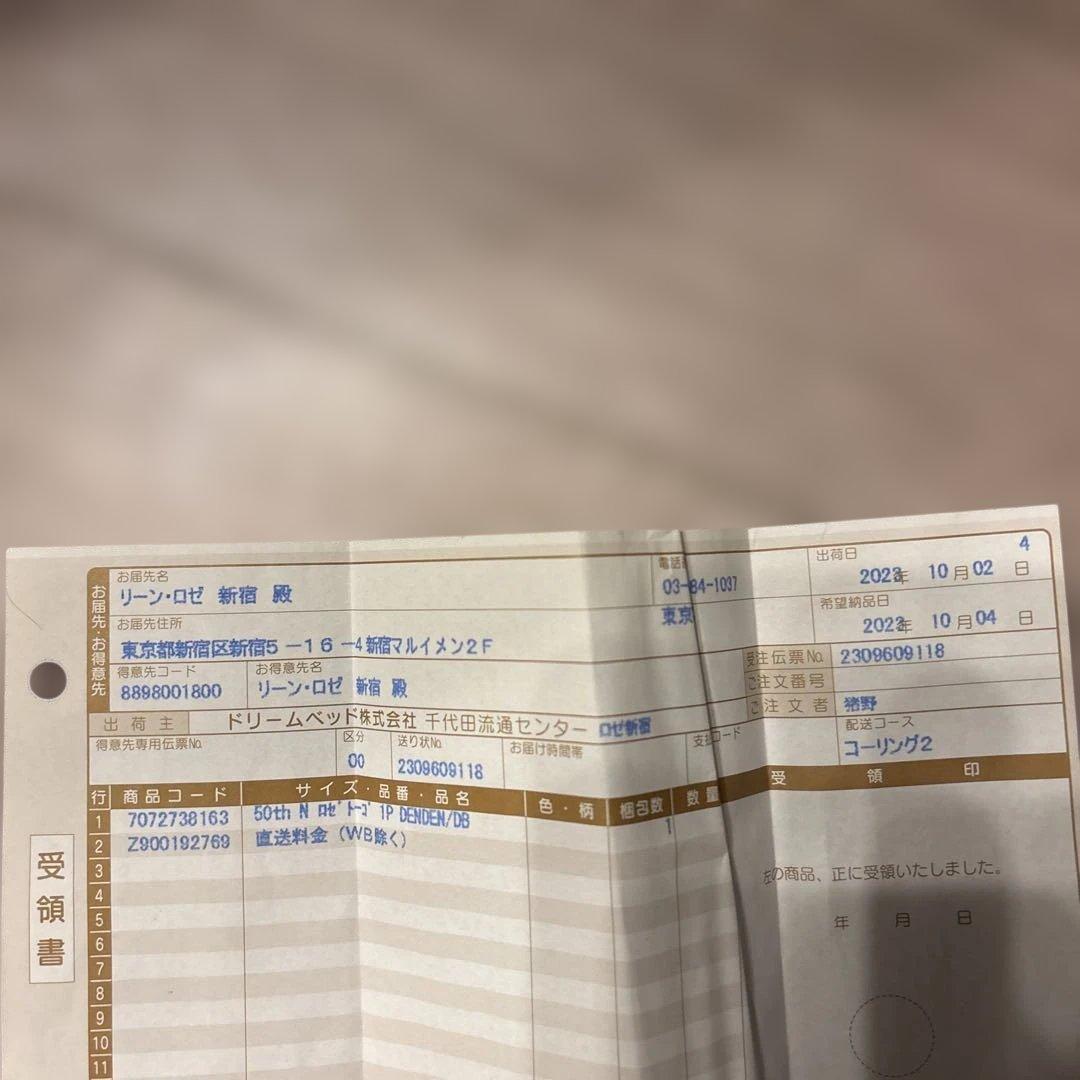 4
お届先・お得意先
お届先名
リーン・ロゼ 新宿 殿
電話
03- 84-1037
出荷日
2023年 10月02日
お届先住所
東京都新宿区新宿5-16-4新宿マルイメン2F
東京
希望納品日
2023年 10月04日
得意先コード
8898001800
お得意先名
リーン・ロゼ 新宿 殿
受注伝票No.
2309609118
ご注文番号
ご注文者
猪野
出荷主
ドリームベッド株式会社 千代田流通センター ロゼ新宿
得意先専用伝票No.
区分
00
送り状No.
2309609118
お届け時間帯
支 コード
配送コース
コーリング2
行 商品コード サイズ・品番・品名 色・柄 梱包数 数量 受領印
1 7072738163 50th N ロゼトーゴ 1P DENDEN/DB 1
2 Z900192769 直送料金(WB除く)
3
4
5
6
7
8
9
10
11
受領書
左の商品、正に受領いたしました。
年 月 日